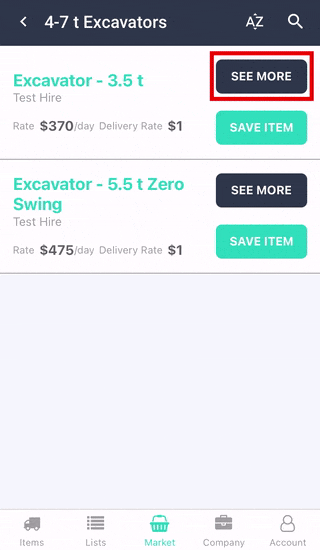 4-7 t Excavators
AZ
Excavator - 3.5 t
Test Hire
Rate $370/day Delivery Rate $1
SEE MORE
SAVE ITEM
Excavator - 5.5 t Zero
Swing
Test Hire
Rate $475/day Delivery Rate $1
SEE MORE
SAVE ITEM
Items
Lists
Market
Company
Account